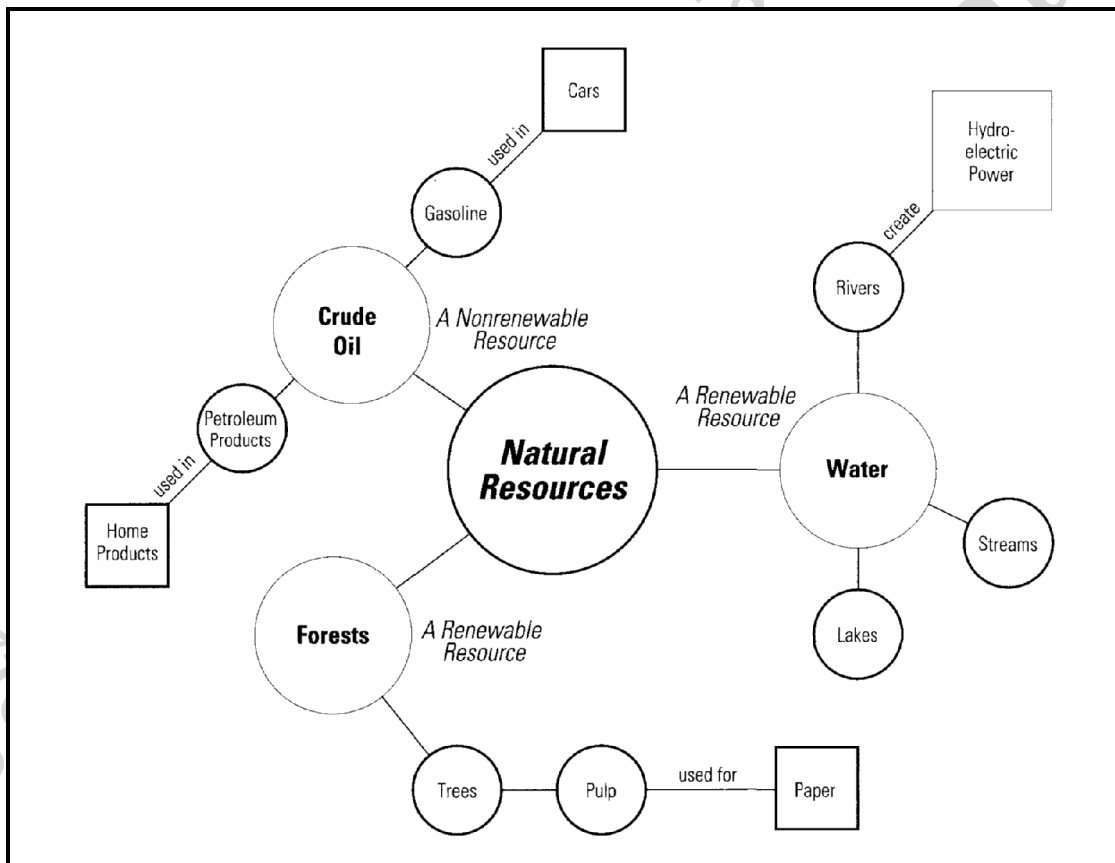 Cars
used in
Gasoline
Hydro-
electric
Power
create
Rivers
Crude
Oil
A Nonrenewable
Resource
Petroleum
Products
used in
Home
Products
Natural
Resources
A Renewable
Resource
Water
Streams
Lakes
Forests
A Renewable
Resource
Trees
Pulp
used for
Paper